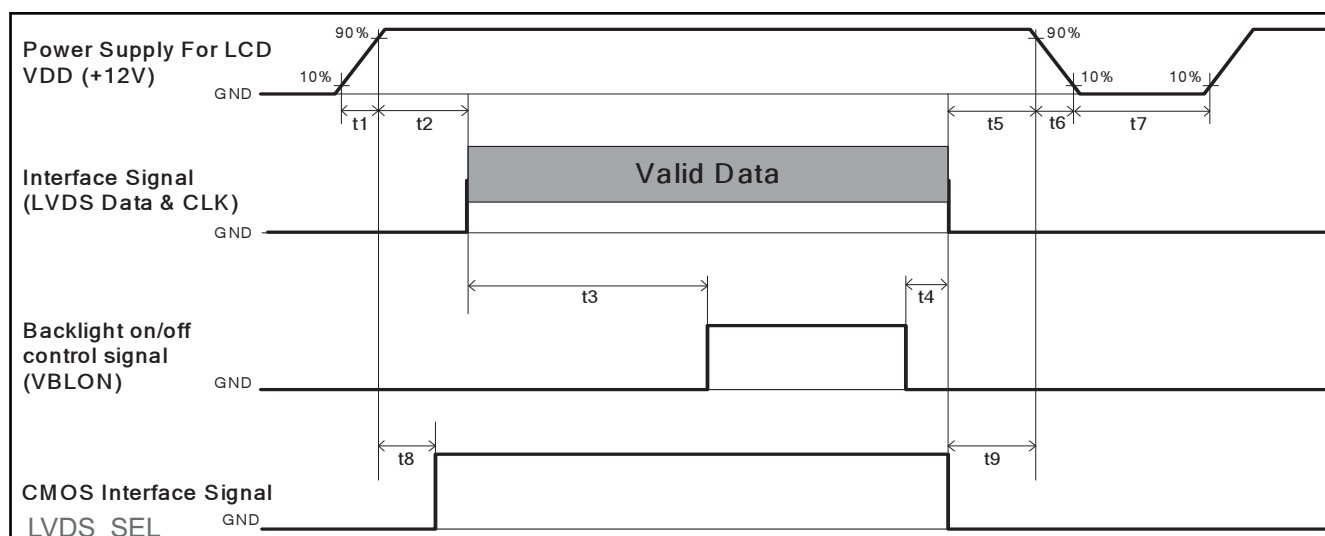 Power Supply For LCD
VDD (+12V)
90%
90%
10%
10%
10%
GND
t1
t2
t5
t6
t7
Interface Signal
(LVDS Data & CLK)
Valid Data
GND
t3
t4
Backlight on/off
control signal
(VBLON)
GND
t8
t9
CMOS Interface Signal
GND
LVDS_SEL